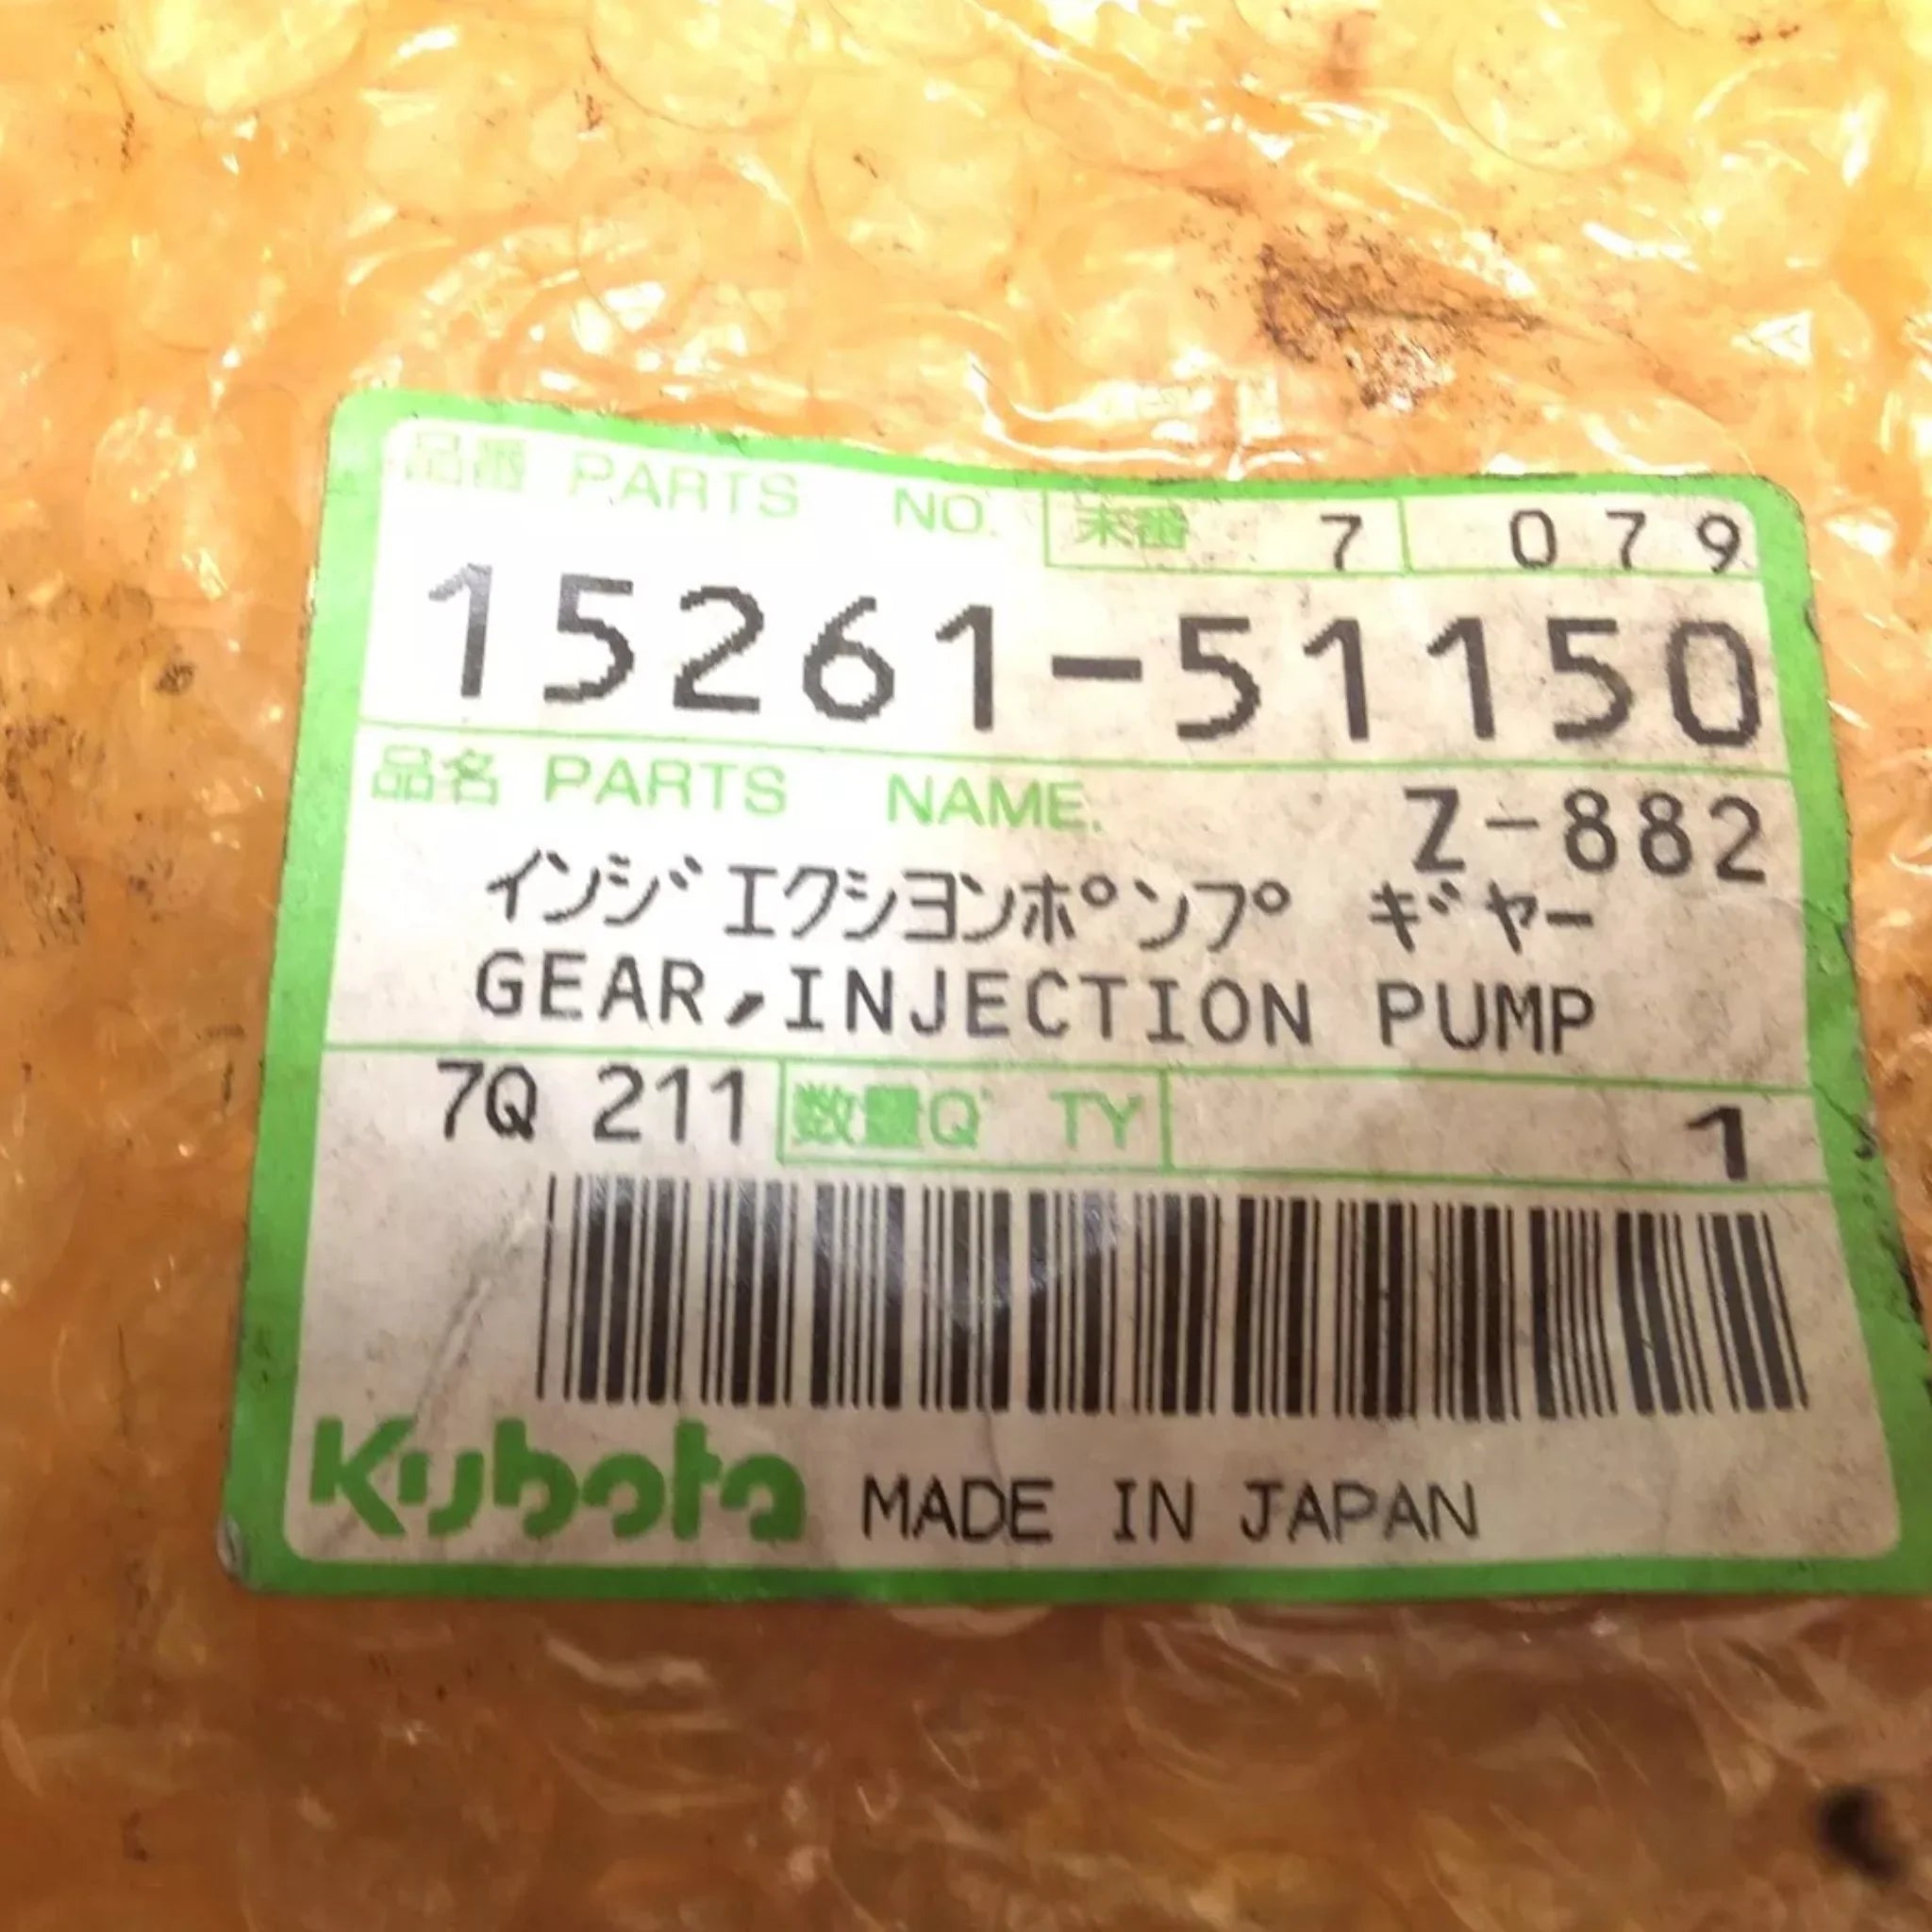 品番 PARTS NO. 末番 7 079
15261-51150
品名 PARTS NAME. Z-882
インジエクシヨンポンプ ギヤー
GEAR,INJECTION PUMP
7Q 211 数量Q'TY 1
Kubota MADE IN JAPAN